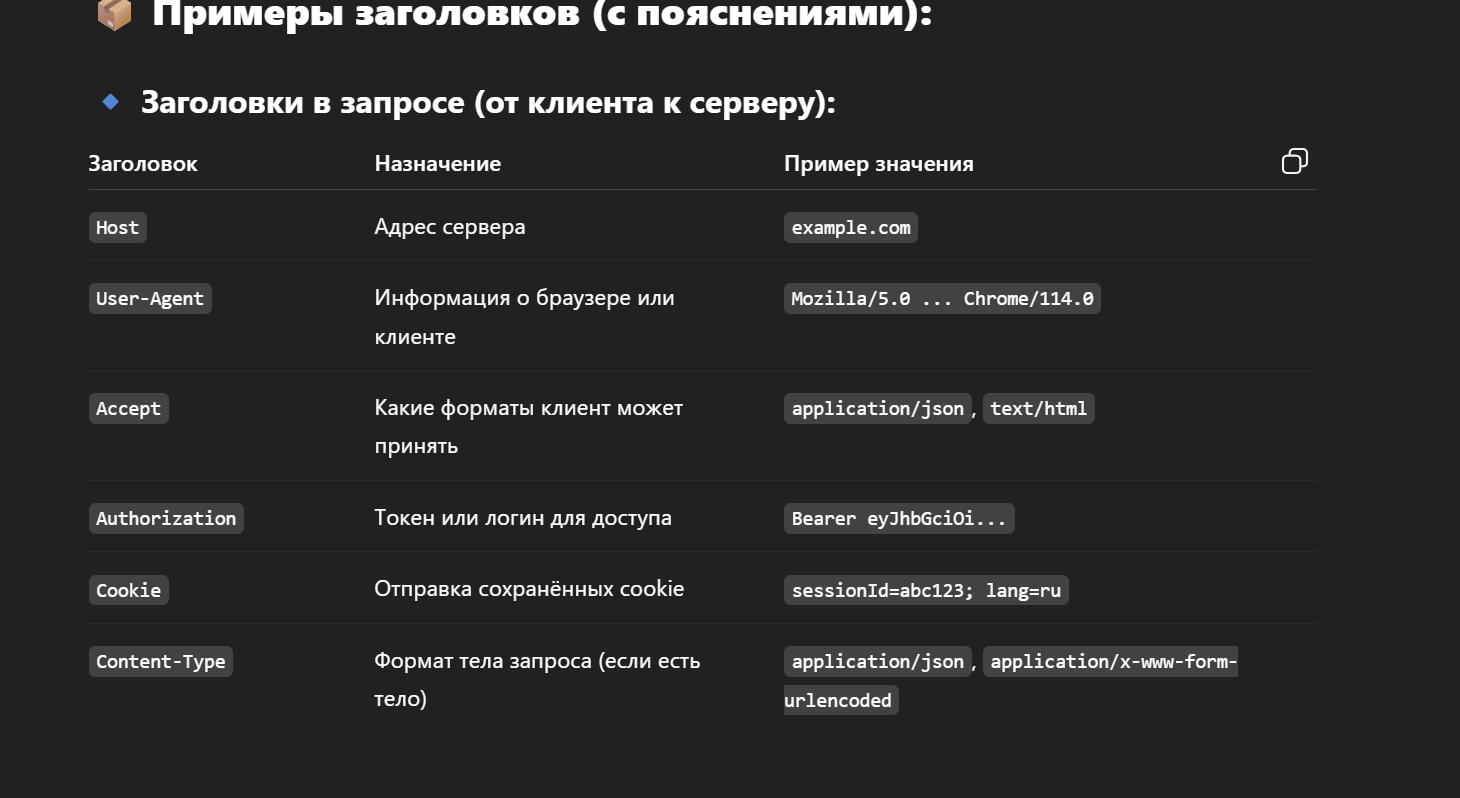 📦 Примеры заголовков (с пояснениями):
🔹 Заголовки в запросе (от клиента к серверу):
Заголовок Назначение Пример значения
Host Адрес сервера example.com
User-Agent Информация о браузере или Mozilla/5.0 ... Chrome/114.0
клиенте
Accept Какие форматы клиент может application/json, text/html
принять
Authorization Токен или логин для доступа Bearer eyJhbGciOi...
Cookie Отправка сохранённых cookie sessionId=abc123; lang=ru
Content-Type Формат тела запроса (если есть application/json, application/x-www-form-
тело) urlencoded